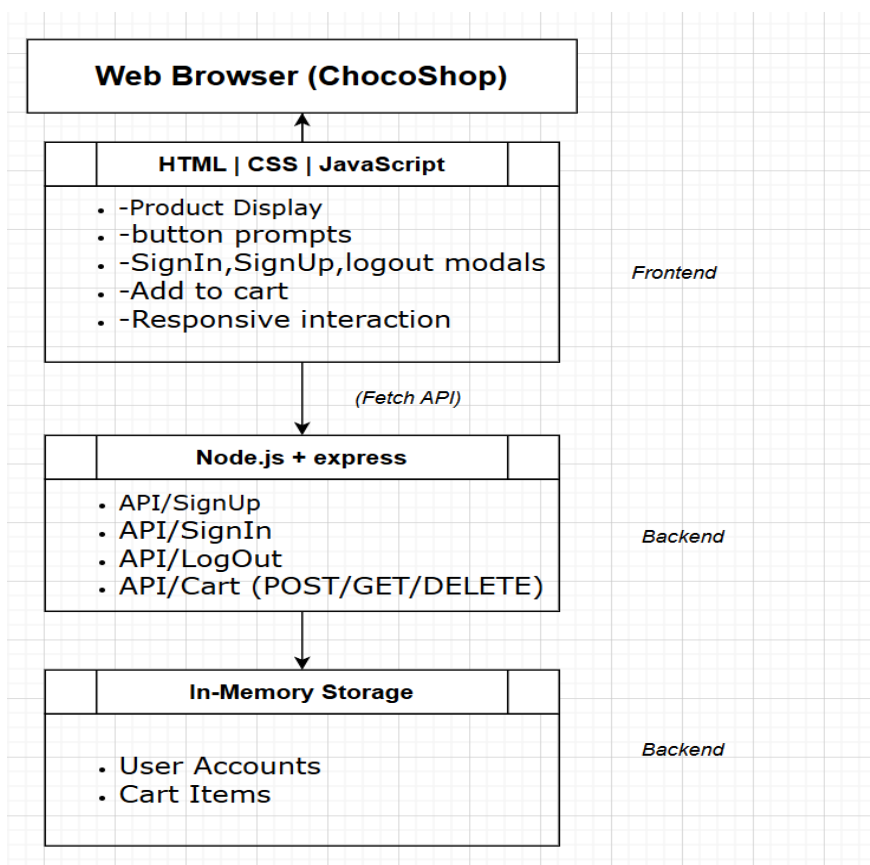 Web Browser (ChocoShop)
HTML | CSS | JavaScript
-Product Display
-button prompts
-SignIn,SignUp,logout modals
-Add to cart
-Responsive interaction
Frontend
(Fetch API)
Node.js + express
API/SignUp
API/SignIn
API/LogOut
API/Cart (POST/GET/DELETE)
Backend
In-Memory Storage
User Accounts
Cart Items
Backend